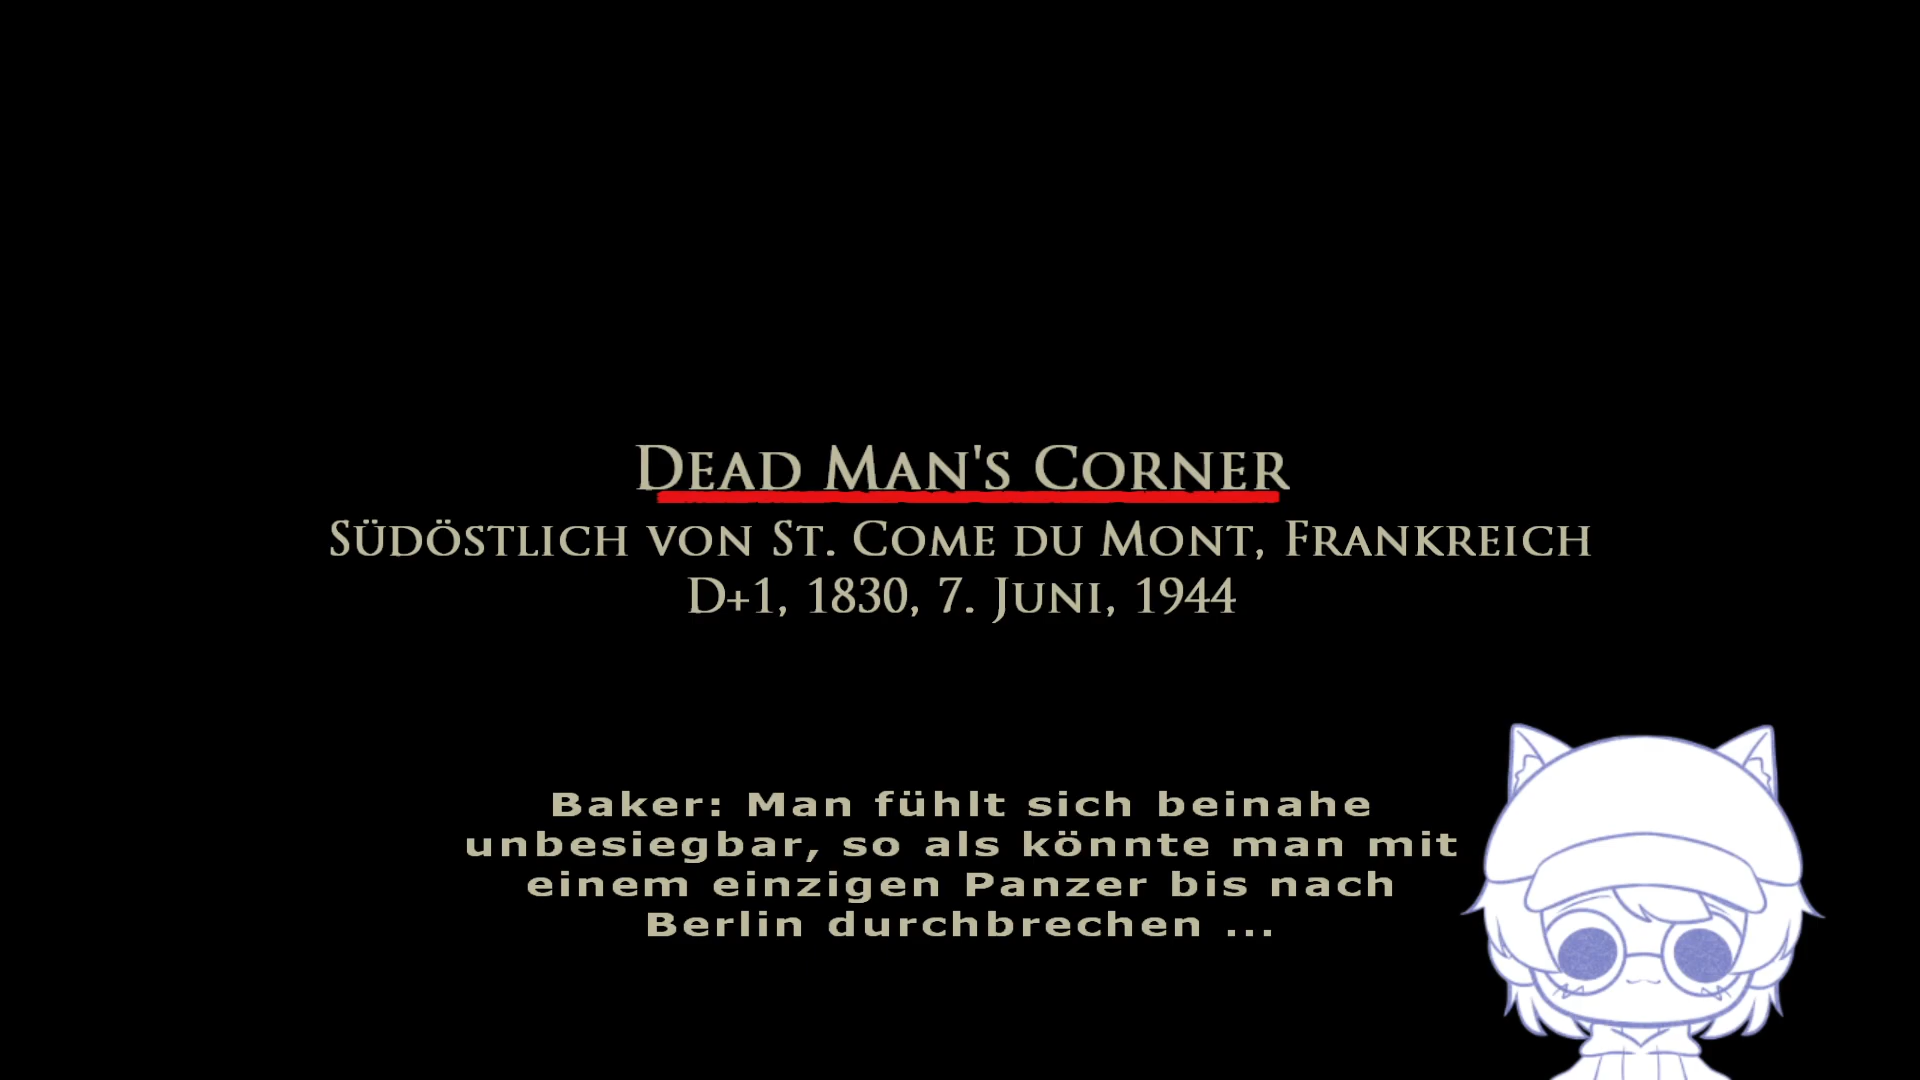 Dead Man's Corner
Südöstlich von St. Come du Mont, Frankreich
D+1, 1830, 7. Juni, 1944
Baker: Man fühlt sich beinahe
unbesiegbar, so als könnte man mit
einem einzigen Panzer bis nach
Berlin durchbrechen ...